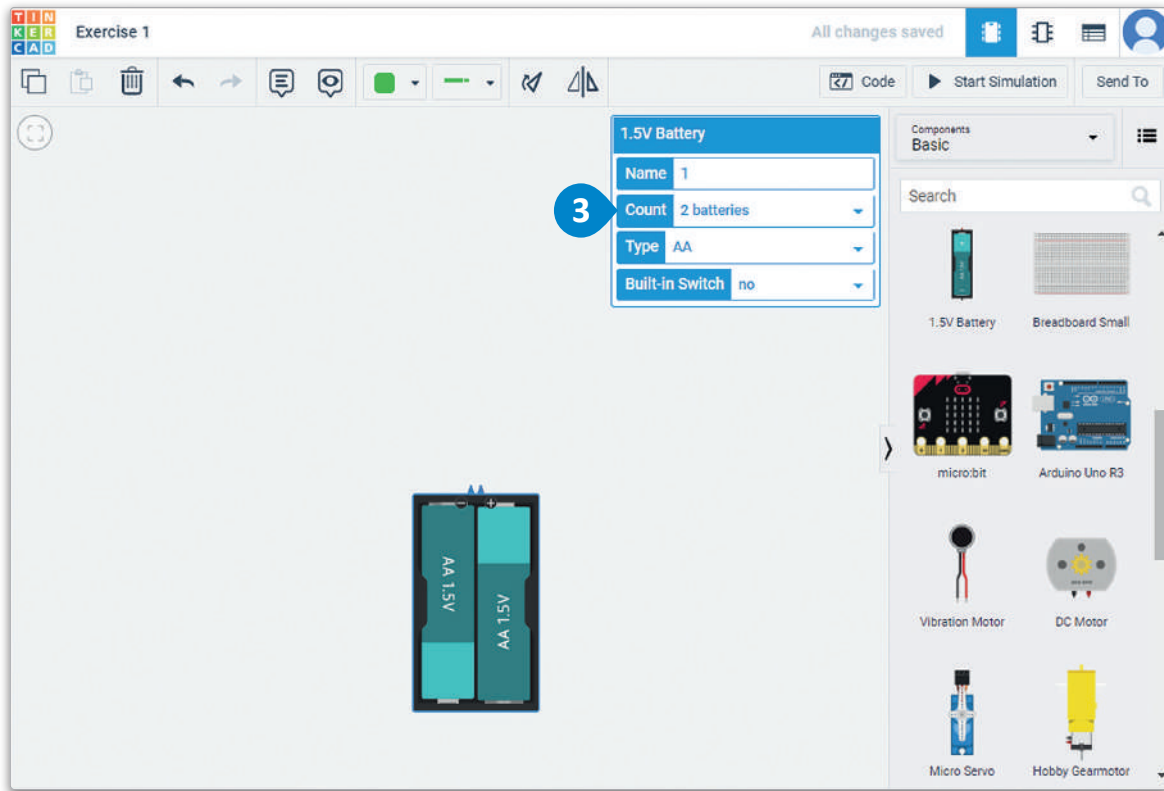 TIN
KER
CAD
Exercise 1
All changes saved
Code
Start Simulation
Send To
1.5V Battery
Name 1
3
Count 2 batteries
Type AA
Built-in Switch no
Components
Basic
Search
1.5V Battery
Breadboard Small
micro:bit
Arduino Uno R3
Vibration Motor
DC Motor
Micro Servo
Hobby Gearmotor
AA 1.5V
AA 1.5V